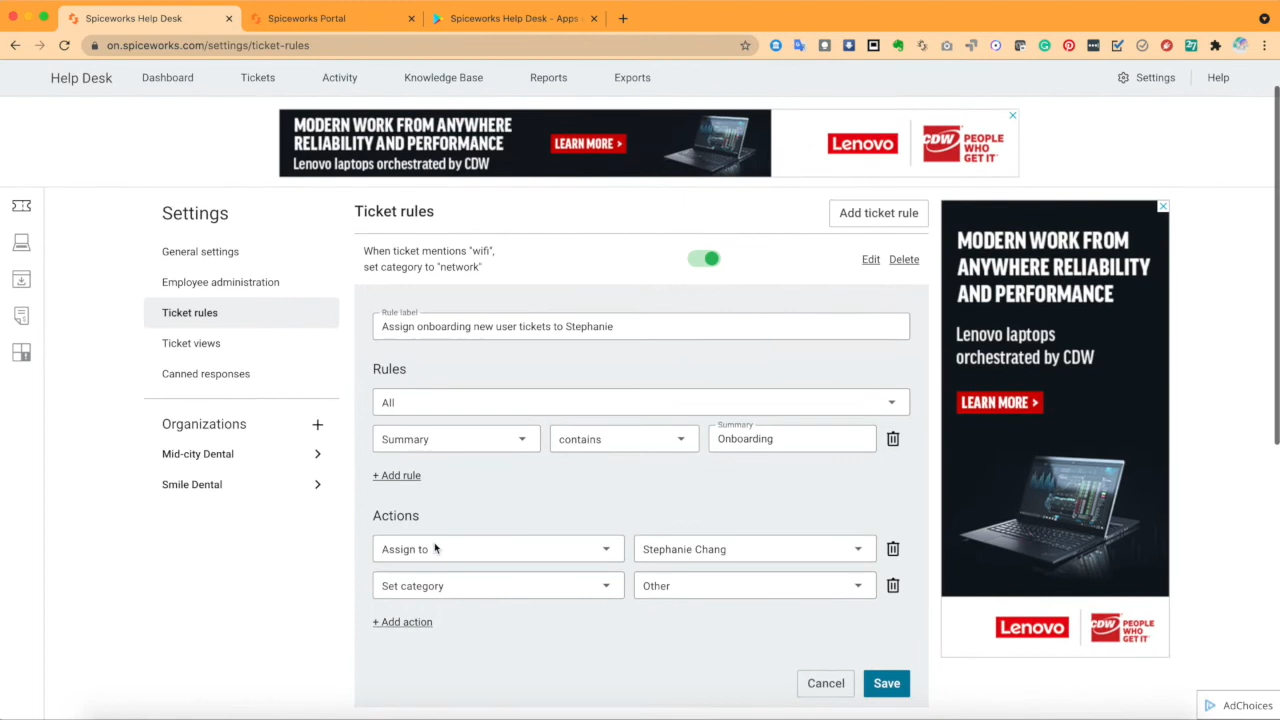 Spiceworks Help Desk
Spiceworks Portal
Spiceworks Help Desk - Apps
on.spiceworks.com/settings/ticket-rules
Help Desk
Dashboard
Tickets
Activity
Knowledge Base
Reports
Exports
Settings
Help
MODERN WORK FROM ANYWHERE
RELIABILITY AND PERFORMANCE
Lenovo laptops orchestrated by CDW
LEARN MORE >
Lenovo
CDW PEOPLE
WHO
GET IT
Settings
General settings
Employee administration
Ticket rules
Ticket views
Canned responses
Organizations
Mid-city Dental
Smile Dental
Ticket rules
Add ticket rule
When ticket mentions "wifi",
set category to "network"
Edit
Delete
Rule label
Assign onboarding new user tickets to Stephanie
Rules
All
Summary
contains
Summary
Onboarding
+ Add rule
Actions
Assign to
Stephanie Chang
Set category
Other
+ Add action
Cancel
Save
MODERN WORK FROM
ANYWHERE RELIABILITY
AND PERFORMANCE
Lenovo laptops
orchestrated by CDW
LEARN MORE >
Lenovo
CDW PEOPLE
WHO
GET IT
AdChoices